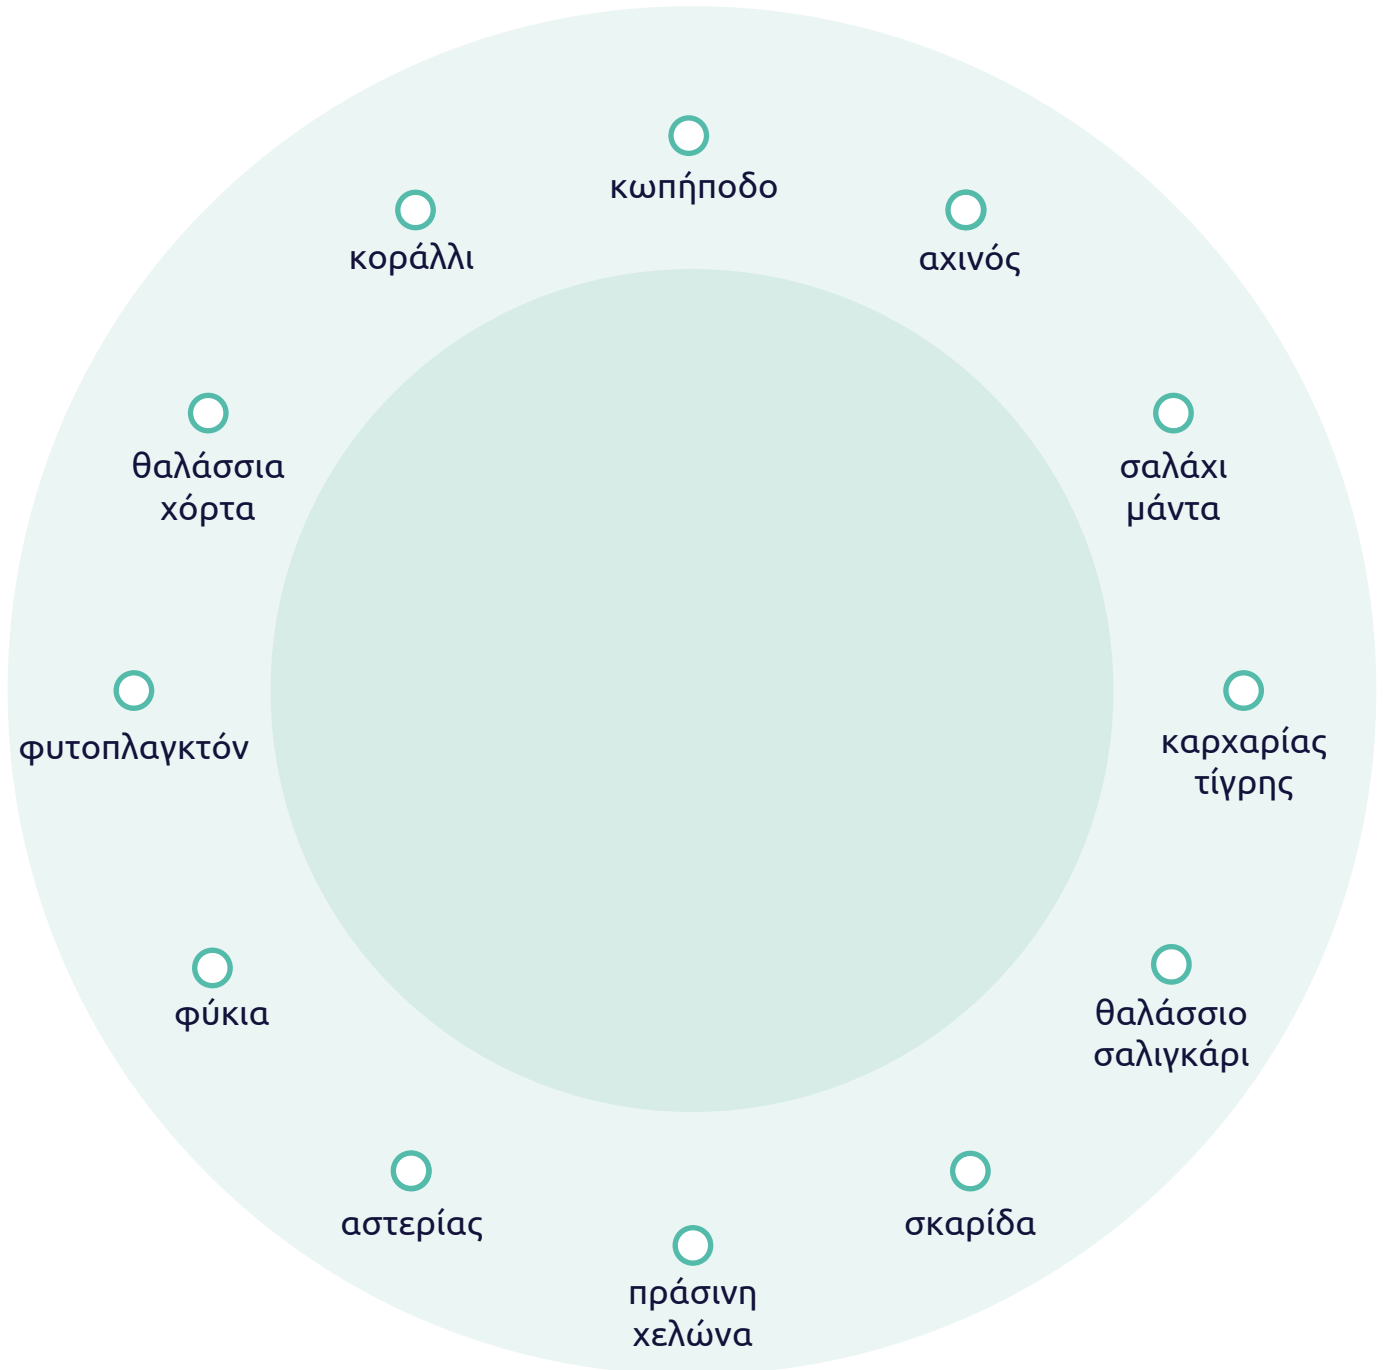 κωπήποδο
κοράλλι
αχινός
θαλάσσια
χόρτα
σαλάχι
μάντα
φυτοπλαγκτόν
καρχαρίας
τίγρης
φύκια
θαλάσσιο
σαλιγκάρι
αστερίας
σκαρίδα
πράσινη
χελώνα